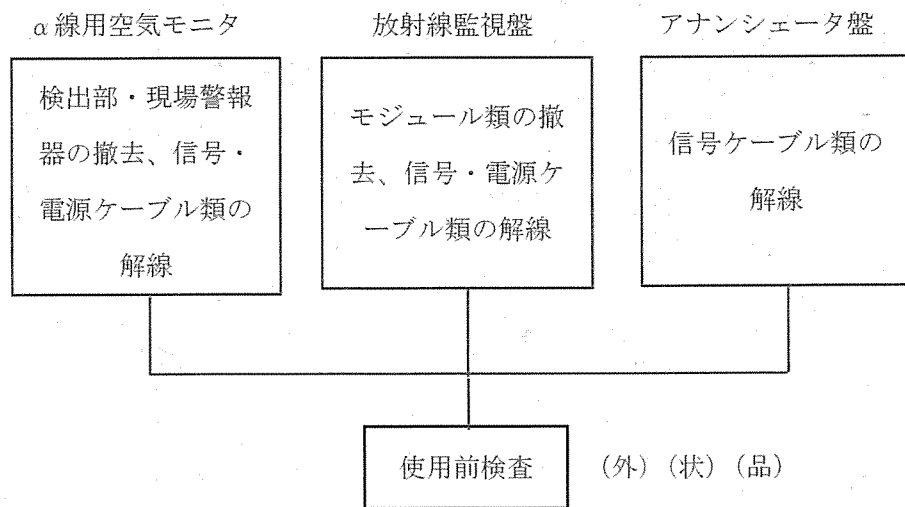 α線用空気モニタ
検出部・現場警報
器の撤去、信号・
電源ケーブル類の
解線
放射線監視盤
モジュール類の撤
去、信号・電源ケ
ーブル類の解線
アナンシェータ盤
信号ケーブル類の
解線
使用前検査
(外) (状) (品)